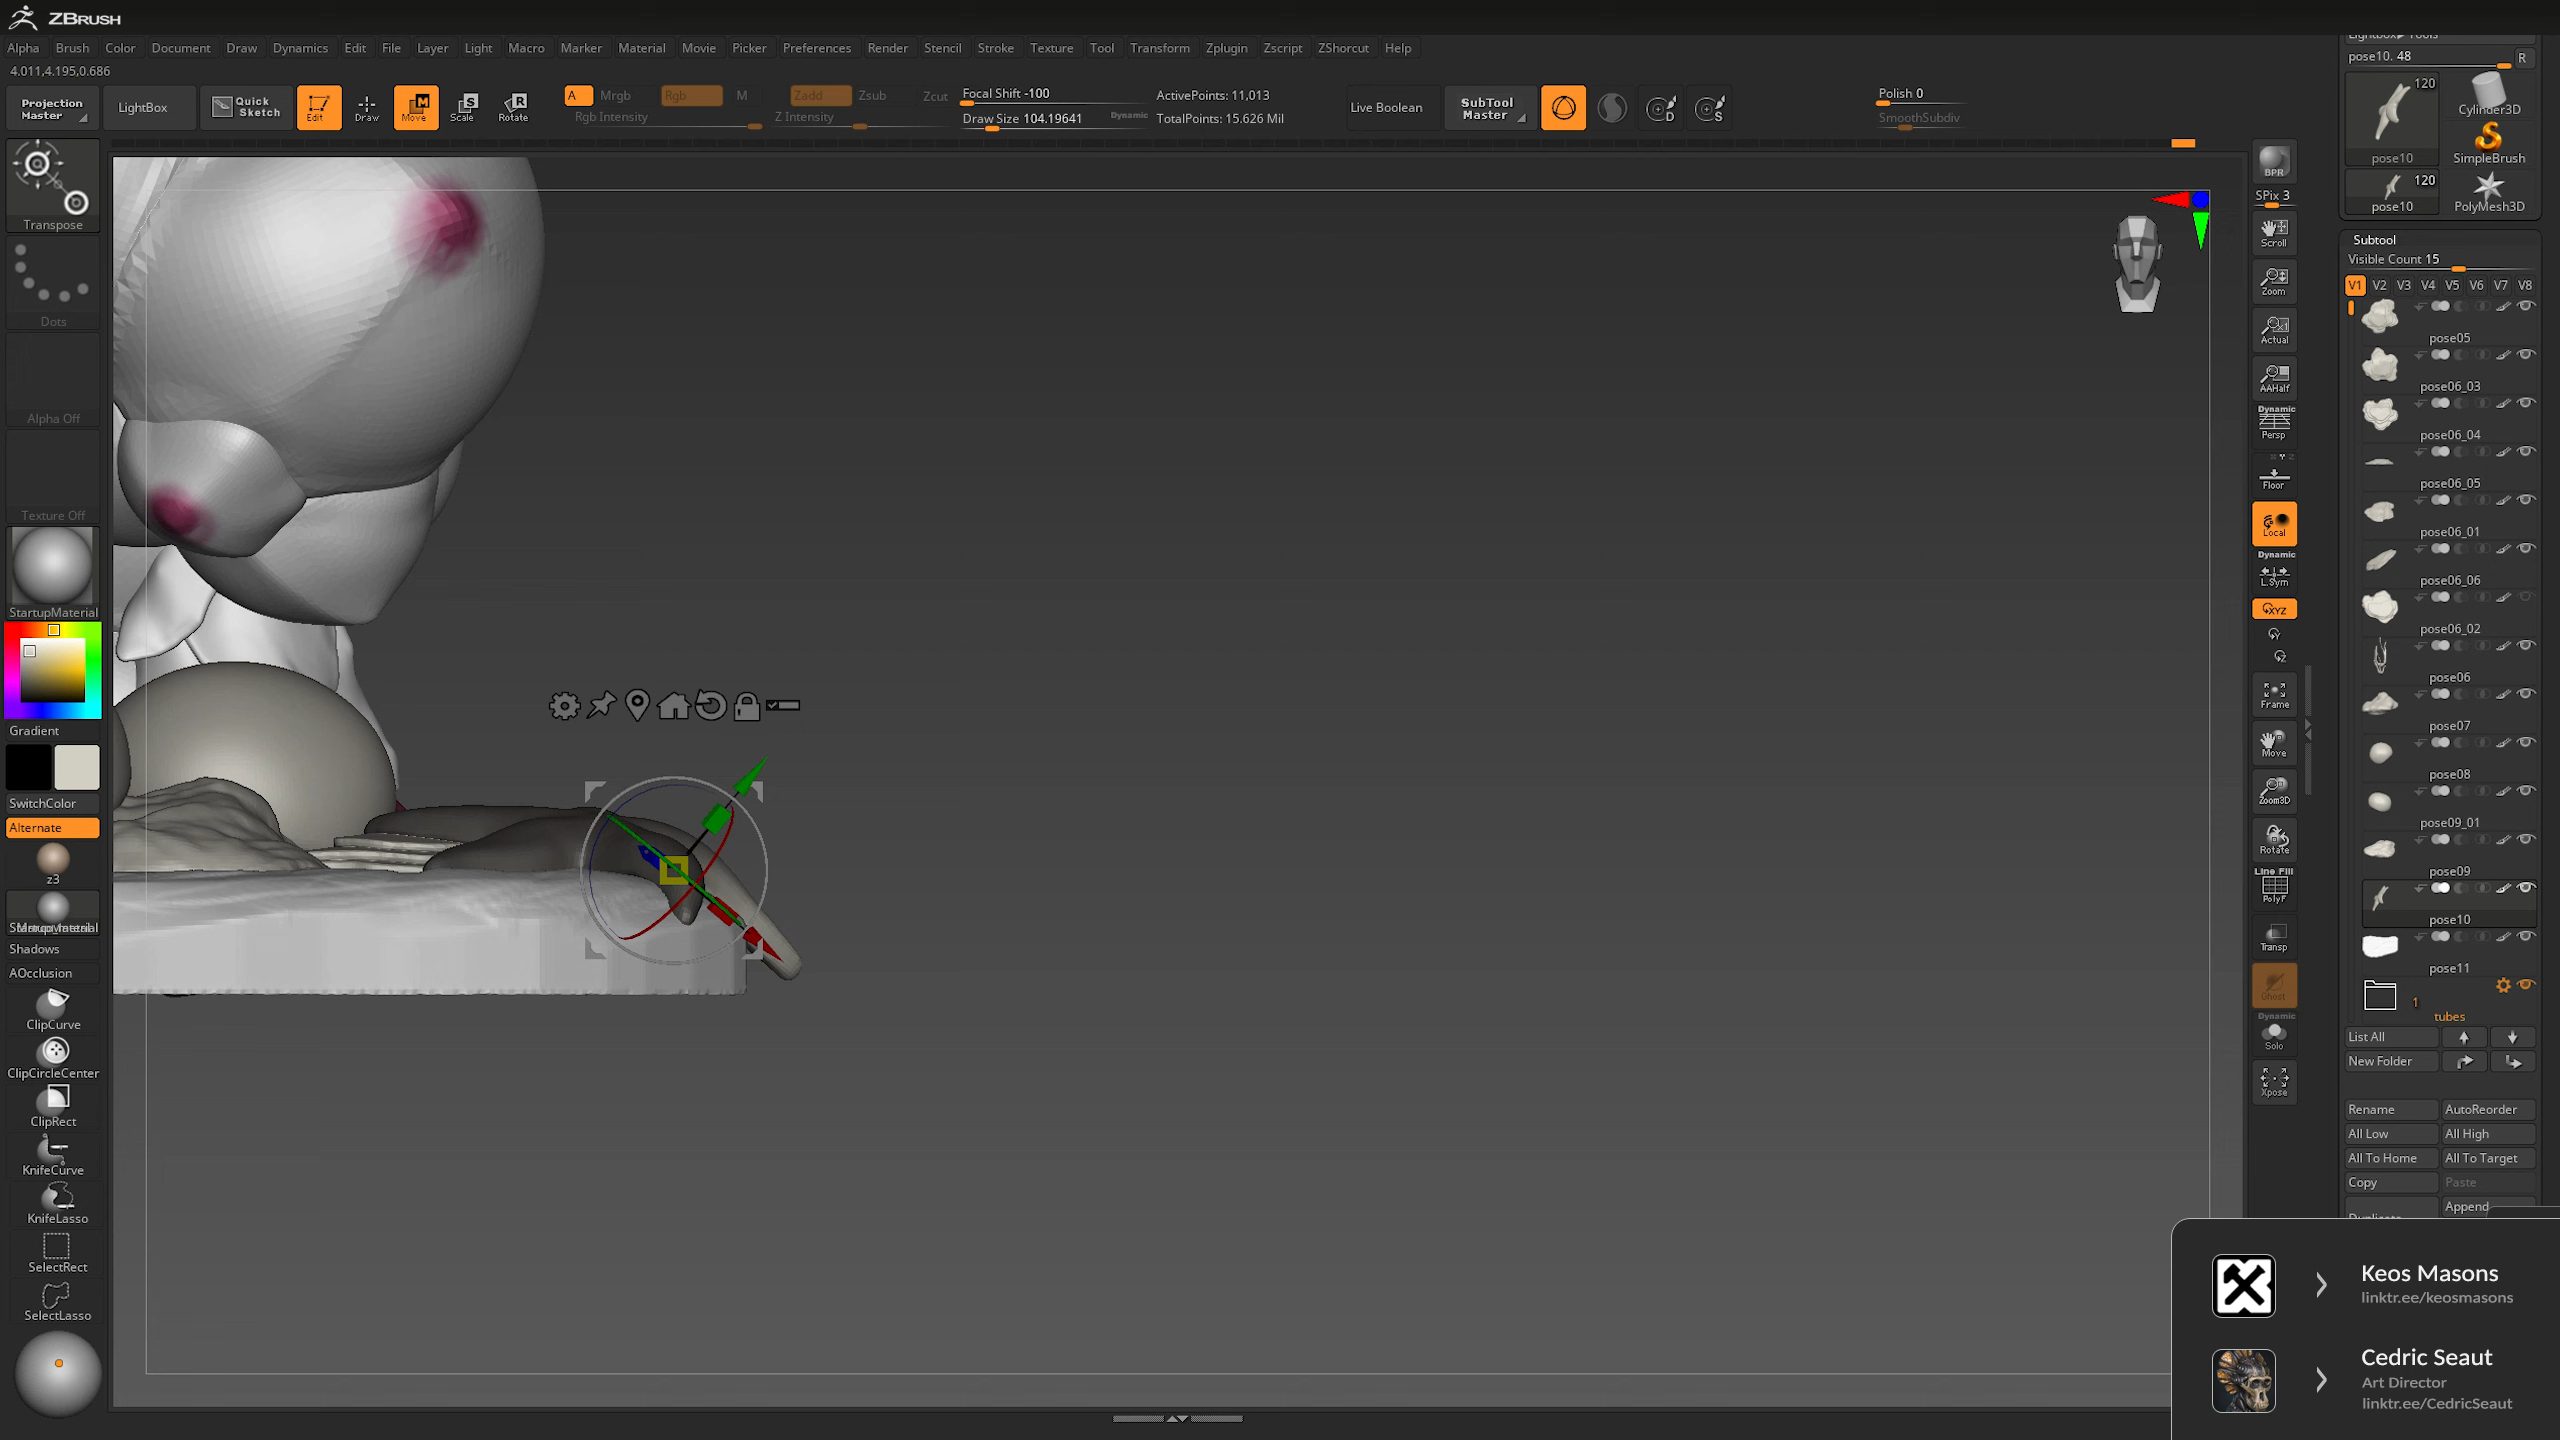 ZBRUSH
Alpha Brush Color Document Draw Dynamics Edit File Layer Light Macro Marker Material Movie Picker Preferences Render Stencil Stroke Texture Tool Transform Zplugin Zscript ZShorcut Help
4.011,4.195,0.686
Projection
Master
LightBox
Quick
Sketch
Edit
Draw
Move
Scale
Rotate
A Mrgb Rgb M
Rgb Intensity
Zadd Zsub Zcut
Z Intensity
Focal Shift -100
Draw Size 104.19641
Dynamic
ActivePoints: 11,013
TotalPoints: 15.626 Mil
Live Boolean
SubTool
Master
Polish 0
SmoothSubdiv
Transpose
Dots
Alpha Off
Texture Off
StartupMaterial
Gradient
SwitchColor
Alternate
z3
Shadows
AOcclusion
ClipCurve
ClipCircleCenter
ClipRect
KnifeCurve
KnifeLasso
SelectRect
SelectLasso
BPR
SPix 3
Scroll
Zoom
Actual
AAHalf
Dynamic
Persp
Floor
Local
Dynamic
L.Sym
XYZ
Frame
Move
Zoom3D
Rotate
Line Fill
PolyF
Transp
Ghost
Dynamic
Solo
Xpose
Lightbox▶Tools
pose10. 48
R
120
pose10
Cylinder3D
SimpleBrush
120
pose10
PolyMesh3D
Subtool
Visible Count 15
V1 V2 V3 V4 V5 V6 V7 V8
pose05
pose06_03
pose06_04
pose06_05
pose06_01
pose06_06
pose06_02
pose06
pose07
pose08
pose09_01
pose09
pose10
pose11
1
tubes
List All
New Folder
Rename AutoReorder
All Low All High
All To Home All To Target
Copy Paste
Append
Keos Masons
linktr.ee/keosmasons
Cedric Seaut
Art Director
linktr.ee/CedricSeaut